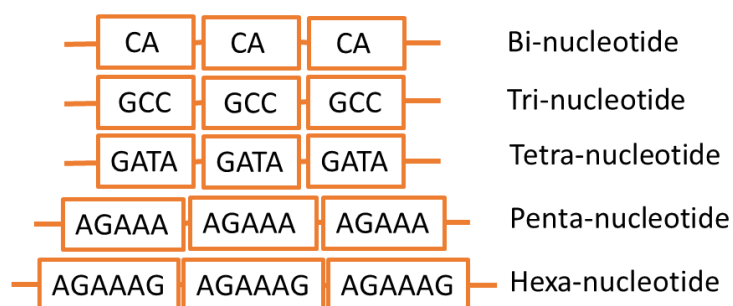 CA CA CA Bi-nucleotide
GCC GCC GCC Tri-nucleotide
GATA GATA GATA Tetra-nucleotide
AGAAA AGAAA AGAAA Penta-nucleotide
AGAAAG AGAAAG AGAAAG Hexa-nucleotide